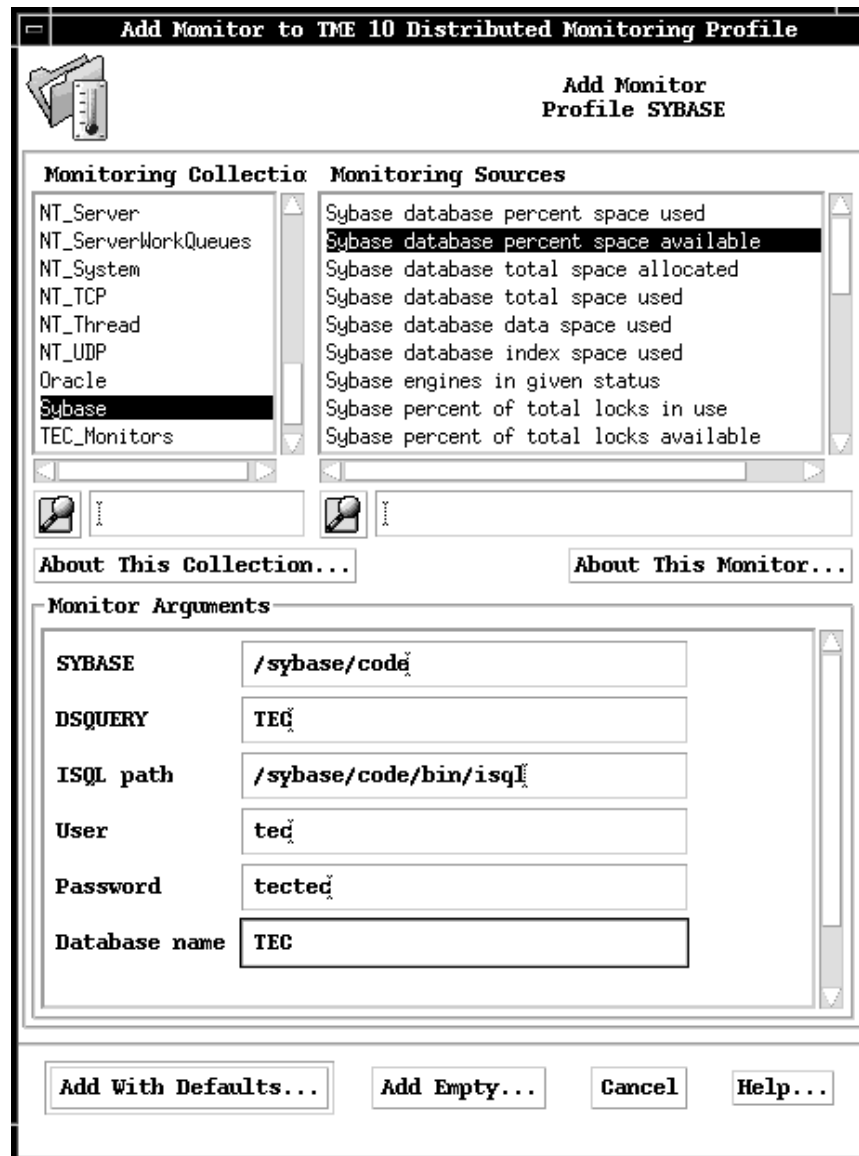 Add Monitor to TME 10 Distributed Monitoring Profile
Add Monitor
Profile SYBASE
Monitoring Collectio Monitoring Sources
NT_Server
NT_ServerWorkQueues
NT_System
NT_TCP
NT_Thread
NT_UDP
Oracle
Sybase
TEC_Monitors
Sybase database percent space used
Sybase database percent space available
Sybase database total space allocated
Sybase database total space used
Sybase database data space used
Sybase database index space used
Sybase engines in given status
Sybase percent of total locks in use
Sybase percent of total locks available
About This Collection... About This Monitor...
Monitor Arguments
SYBASE /sybase/code
DSQUERY TEC
ISQL path /sybase/code/bin/isql
User tec
Password tectec
Database name TEC
Add With Defaults... Add Empty... Cancel Help...